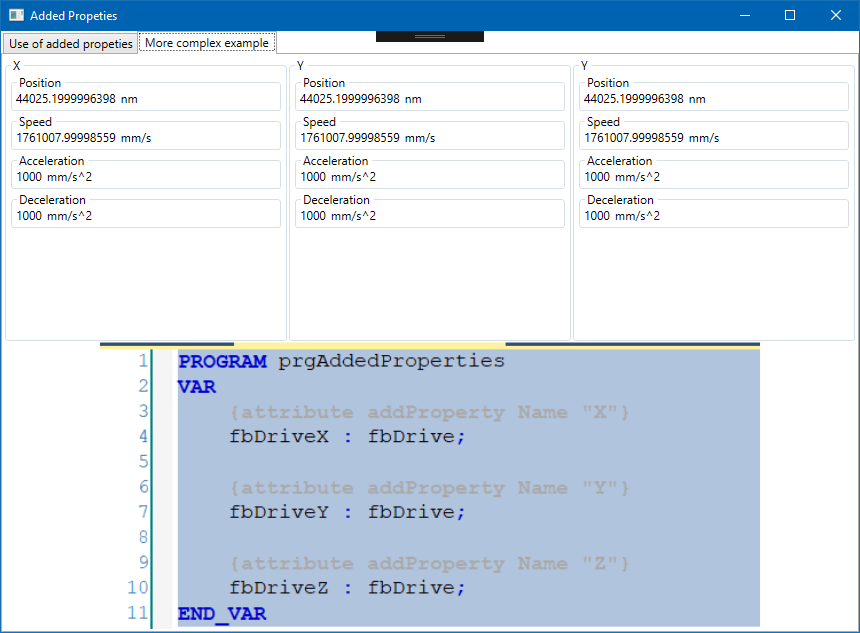 Added Propeties
Use of added propeties More complex example
X
Position
44025.1999996398 nm
Speed
1761007.99998559 mm/s
Acceleration
1000 mm/s^2
Deceleration
1000 mm/s^2
Y
Position
44025.1999996398 nm
Speed
1761007.99998559 mm/s
Acceleration
1000 mm/s^2
Deceleration
1000 mm/s^2
Y
Position
44025.1999996398 nm
Speed
1761007.99998559 mm/s
Acceleration
1000 mm/s^2
Deceleration
1000 mm/s^2
1 PROGRAM prgAddedProperties
2 VAR
3 {attribute addProperty Name "X"}
4 fbDriveX : fbDrive;
5
6 {attribute addProperty Name "Y"}
7 fbDriveY : fbDrive;
8
9 {attribute addProperty Name "Z"}
10 fbDriveZ : fbDrive;
11 END_VAR